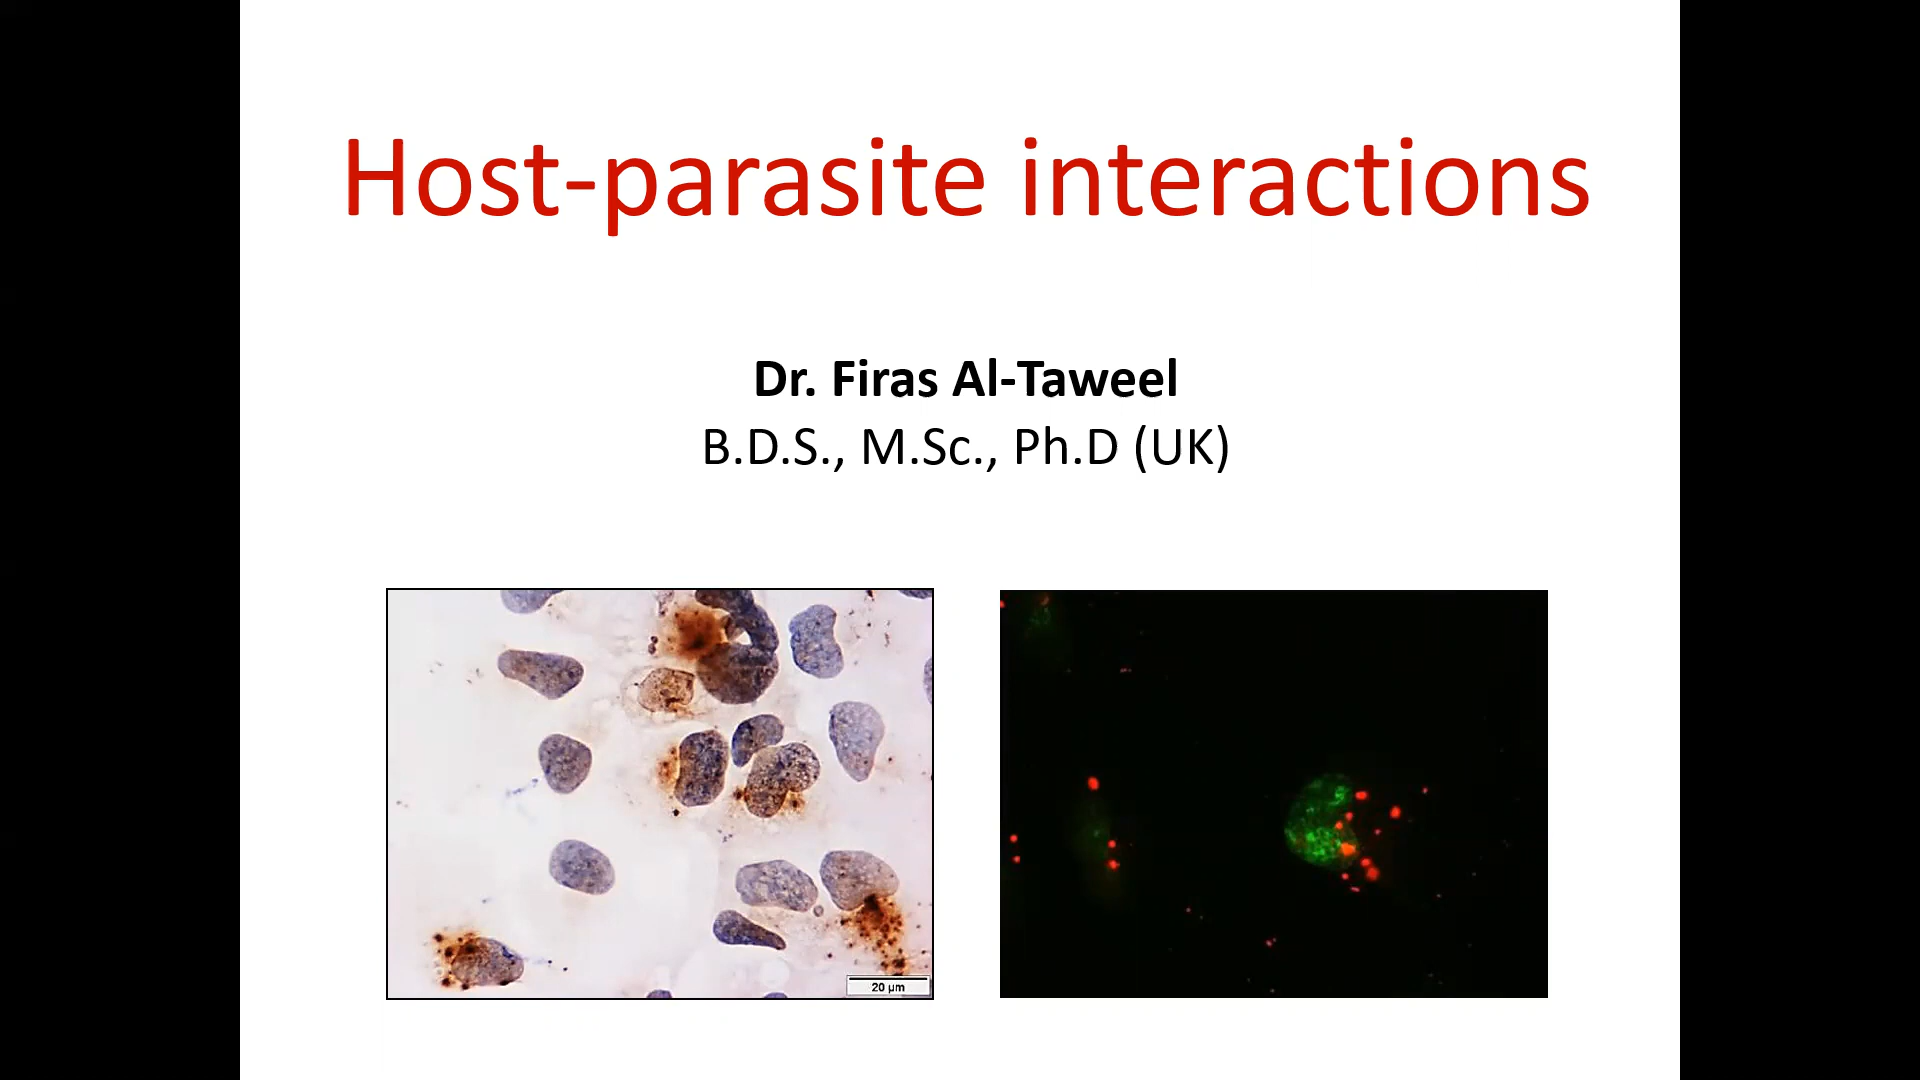 Host-parasite interactions
Dr. Firas Al-Taweel
B.D.S., M.Sc., Ph.D (UK)
20 µm